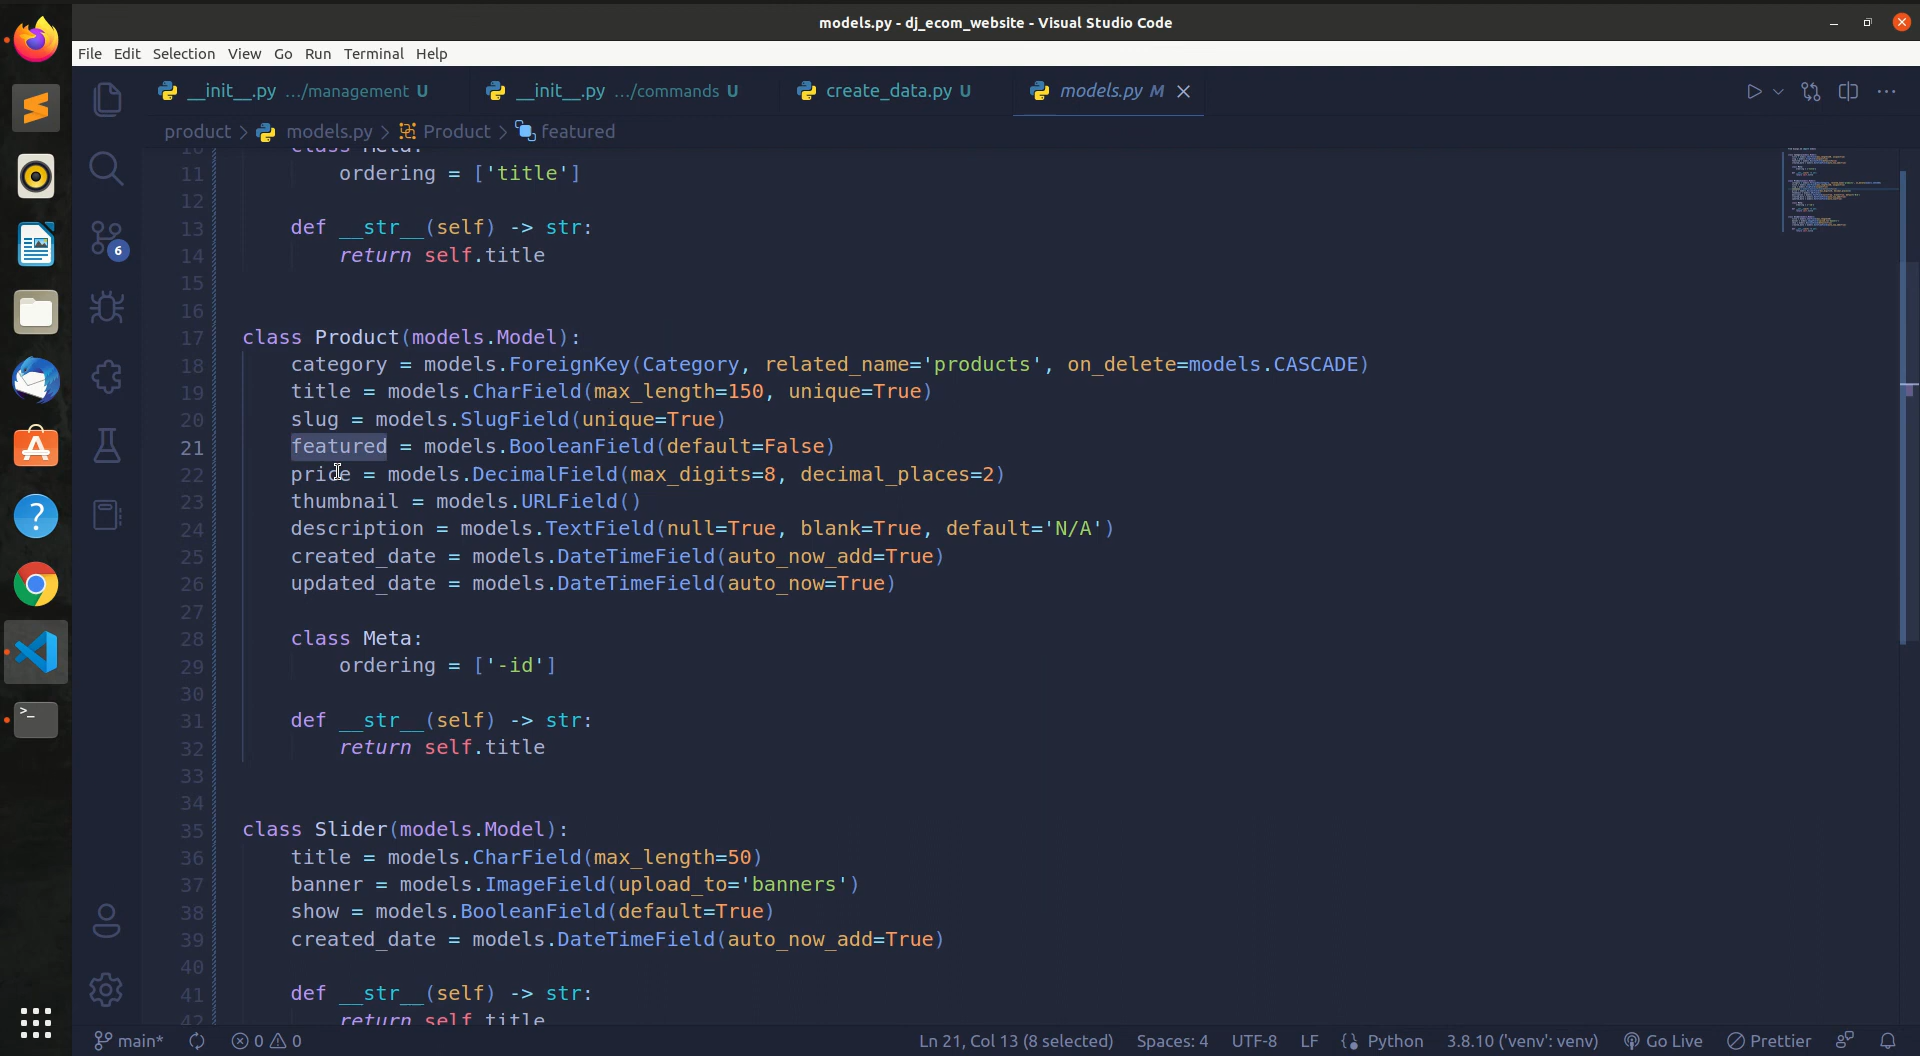 models.py - dj_ecom_website - Visual Studio Code
File Edit Selection View Go Run Terminal Help
__init__.py .../management U __init__.py .../commands U create_data.py U models.py M
product > models.py > Product > featured
10 class Meta:
11 ordering = ['title']
12
13 def __str__(self) -> str:
14 return self.title
15
16
17 class Product(models.Model):
18 category = models.ForeignKey(Category, related_name='products', on_delete=models.CASCADE)
19 title = models.CharField(max_length=150, unique=True)
20 slug = models.SlugField(unique=True)
21 featured = models.BooleanField(default=False)
22 price = models.DecimalField(max_digits=8, decimal_places=2)
23 thumbnail = models.URLField()
24 description = models.TextField(null=True, blank=True, default='N/A')
25 created_date = models.DateTimeField(auto_now_add=True)
26 updated_date = models.DateTimeField(auto_now=True)
27
28 class Meta:
29 ordering = ['-id']
30
31 def __str__(self) -> str:
32 return self.title
33
34
35 class Slider(models.Model):
36 title = models.CharField(max_length=50)
37 banner = models.ImageField(upload_to='banners')
38 show = models.BooleanField(default=True)
39 created_date = models.DateTimeField(auto_now_add=True)
40
41 def __str__(self) -> str:
42 return self.title
6
main* 0 0 Ln 21, Col 13 (8 selected) Spaces: 4 UTF-8 LF Python 3.8.10 ('venv': venv) Go Live Prettier